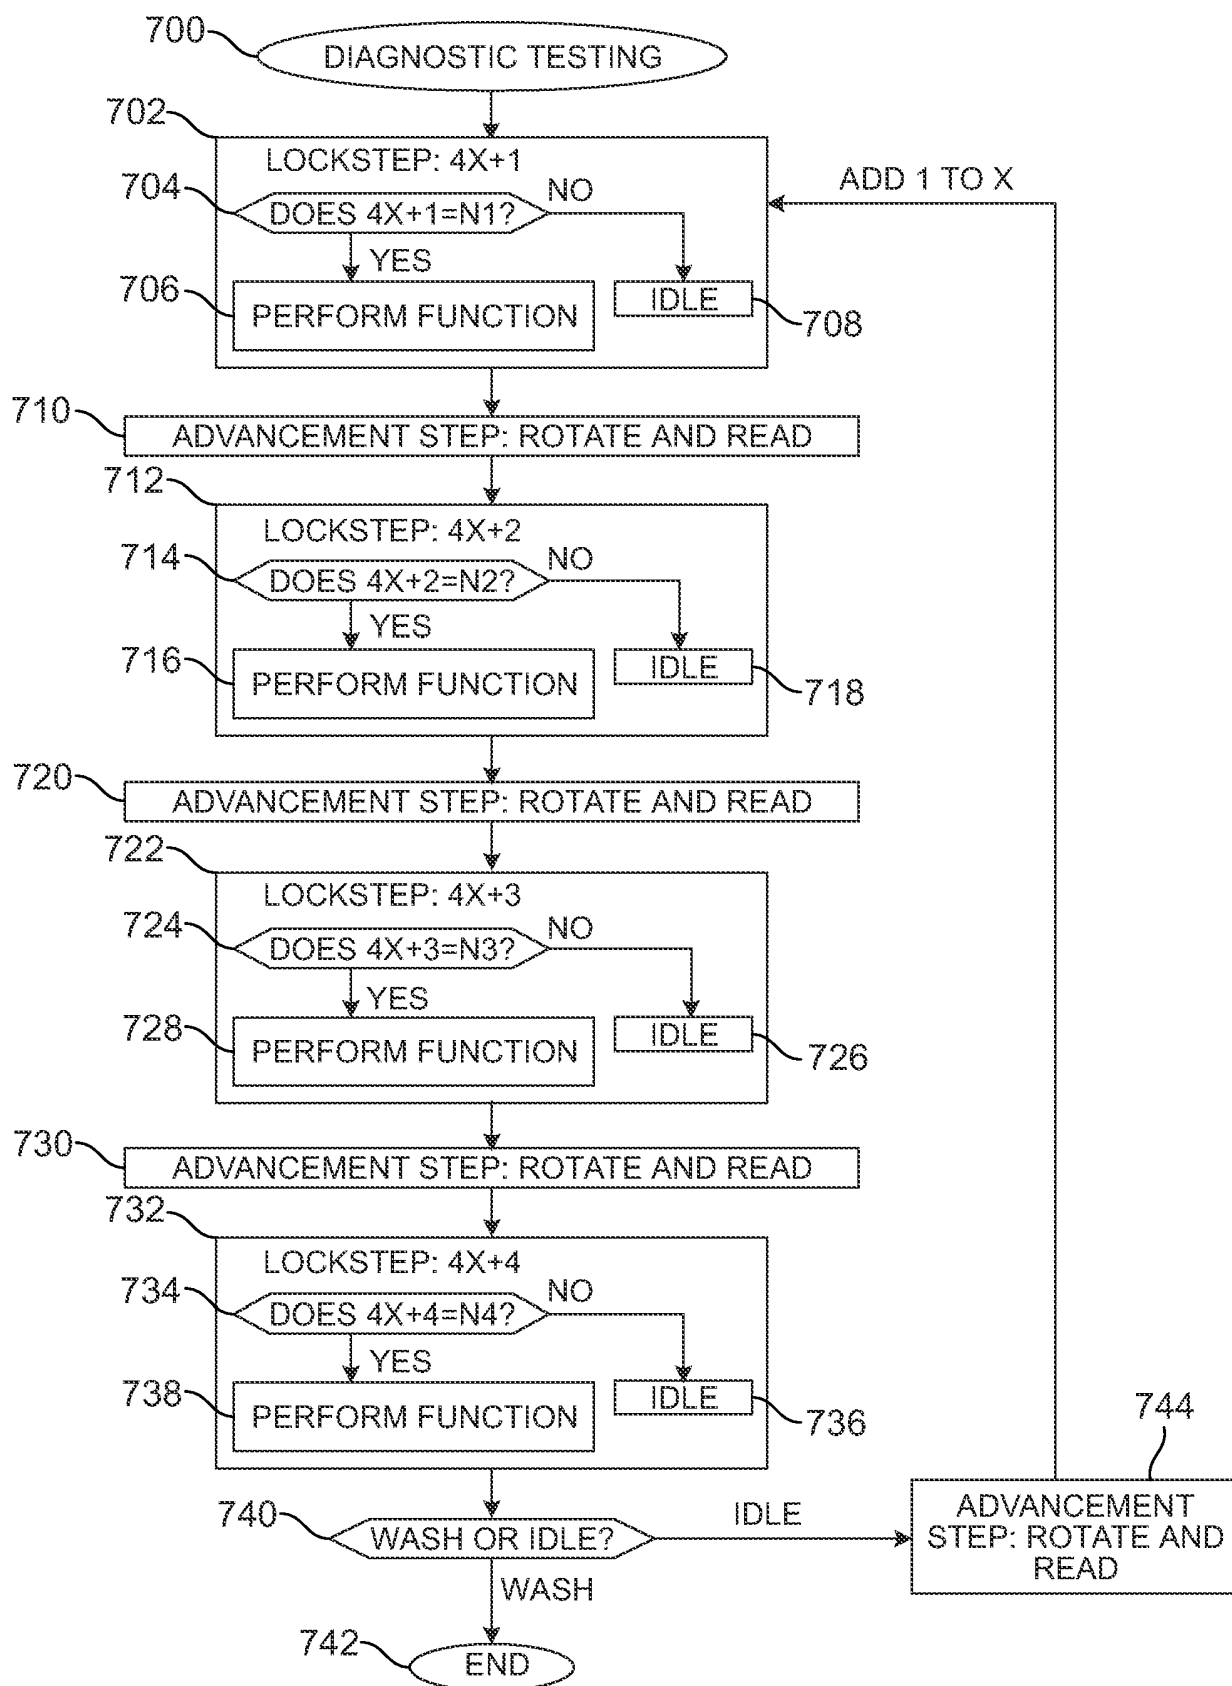 700
DIAGNOSTIC TESTING
702
LOCKSTEP: 4X+1
ADD 1 TO X
704
DOES 4X+1=N1?
NO
YES
706
PERFORM FUNCTION
IDLE
708
710
ADVANCEMENT STEP: ROTATE AND READ
712
LOCKSTEP: 4X+2
714
DOES 4X+2=N2?
NO
YES
716
PERFORM FUNCTION
IDLE
718
720
ADVANCEMENT STEP: ROTATE AND READ
722
LOCKSTEP: 4X+3
724
DOES 4X+3=N3?
NO
YES
728
PERFORM FUNCTION
IDLE
726
730
ADVANCEMENT STEP: ROTATE AND READ
732
LOCKSTEP: 4X+4
734
DOES 4X+4=N4?
NO
YES
738
PERFORM FUNCTION
IDLE
736
744
740
WASH OR IDLE?
IDLE
ADVANCEMENT
STEP: ROTATE AND
READ
WASH
742
END